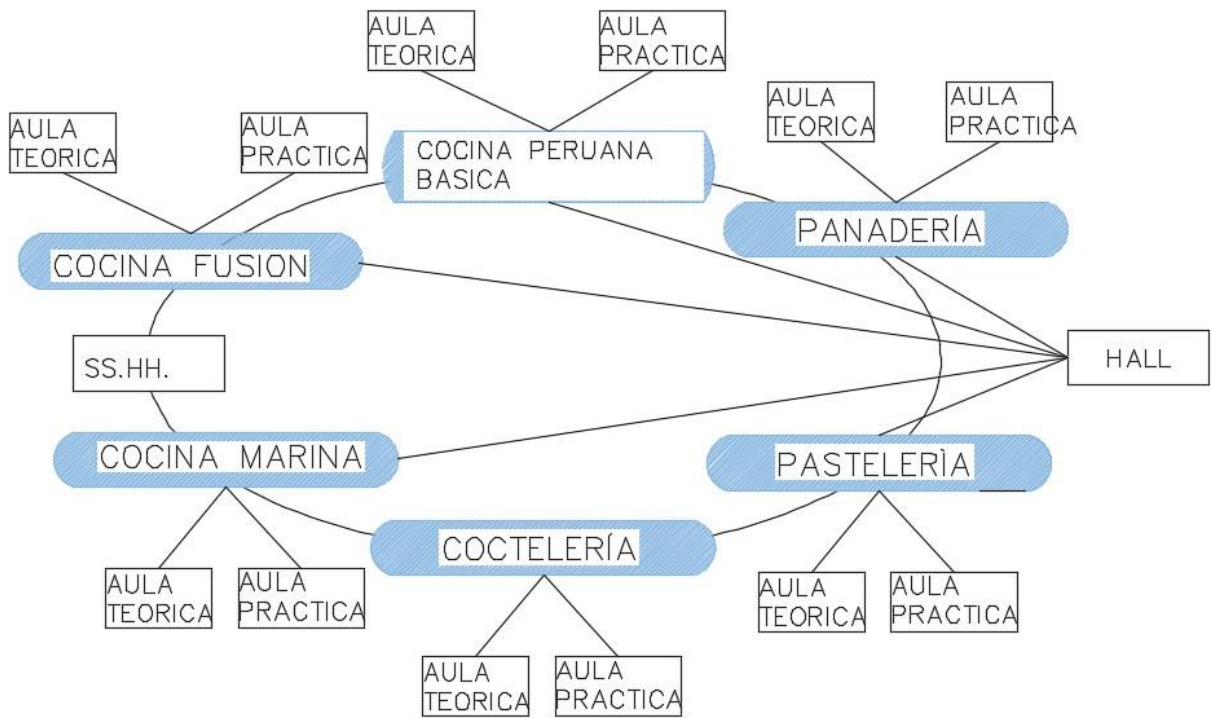 AULA
TEORICA
AULA
PRACTICA
AULA
TEORICA
AULA
PRACTICA
AULA
TEORICA
AULA
PRACTICA
COCINA PERUANA
BASICA
PANADERÍA
COCINA FUSION
SS.HH.
HALL
COCINA MARINA
PASTELERÌA
COCTELERÍA
AULA
TEORICA
AULA
PRACTICA
AULA
TEORICA
AULA
PRACTICA
AULA
TEORICA
AULA
PRACTICA